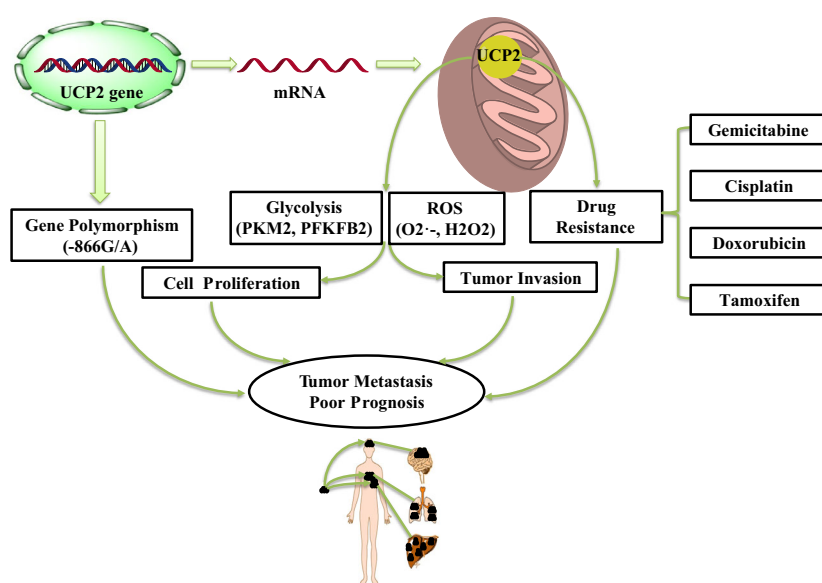 UCP2 gene
mRNA
UCP2
Gemicitabine
Cisplatin
Doxorubicin
Tamoxifen
Gene Polymorphism
(-866G/A)
Glycolysis
(PKM2, PFKFB2)
ROS
(O2·-, H2O2)
Drug
Resistance
Cell Proliferation
Tumor Invasion
Tumor Metastasis
Poor Prognosis